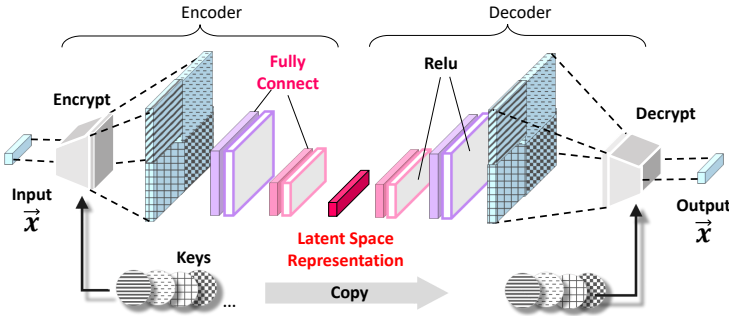 Encoder
Decoder
Fully
Connect
Relu
Encrypt
Decrypt
Input
x
Output
x
Latent Space
Representation
Keys
...
Copy